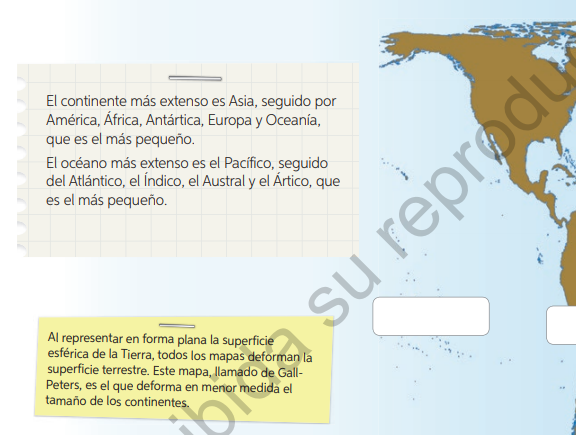 El continente más extenso es Asia, seguido por
América, África, Antártica, Europa y Oceanía,
que es el más pequeño.
El océano más extenso es el Pacífico, seguido
del Atlántico, el Índico, el Austral y el Ártico, que
es el más pequeño.
Al representar en forma plana la superficie
esférica de la Tierra, todos los mapas deforman la
superficie terrestre. Este mapa, llamado de Gall-
Peters, es el que deforma en menor medida el
tamaño de los continentes.
ibida su reprodu